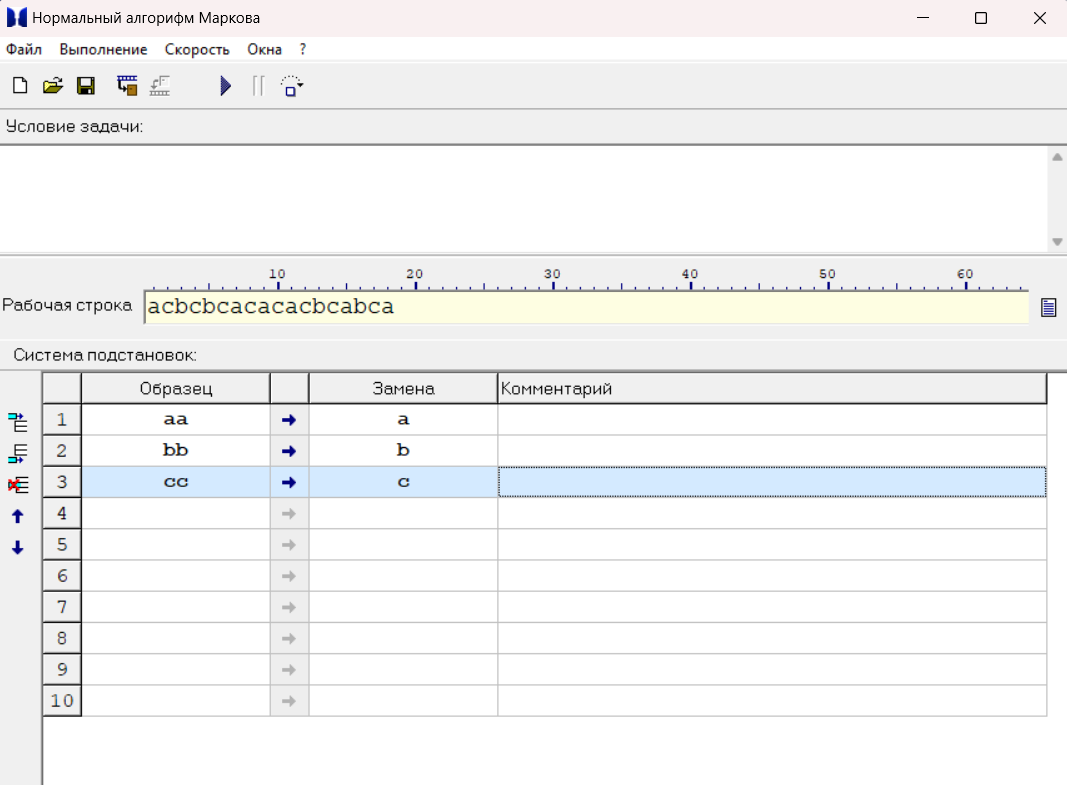 Нормальный алгорифм Маркова
Файл Выполнение Скорость Окна ?
Условие задачи:
10 20 30 40 50 60
Рабочая строка acbcbcacacacbcabca
Система подстановок:
Образец Замена Комментарий
1 aa → a
2 bb → b
3 cc → c
4 →
5 →
6 →
7 →
8 →
9 →
10 →